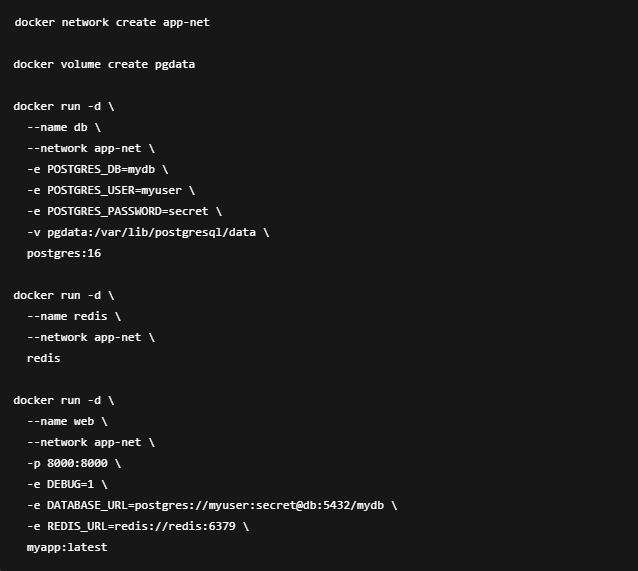 docker network create app-net
docker volume create pgdata
docker run -d \
--name db \
--network app-net \
-e POSTGRES_DB=mydb \
-e POSTGRES_USER=myuser \
-e POSTGRES_PASSWORD=secret \
-v pgdata:/var/lib/postgresql/data \
postgres:16
docker run -d \
--name redis \
--network app-net \
redis
docker run -d \
--name web \
--network app-net \
-p 8000:8000 \
-e DEBUG=1 \
-e DATABASE_URL=postgres://myuser:secret@db:5432/mydb \
-e REDIS_URL=redis://redis:6379 \
myapp:latest